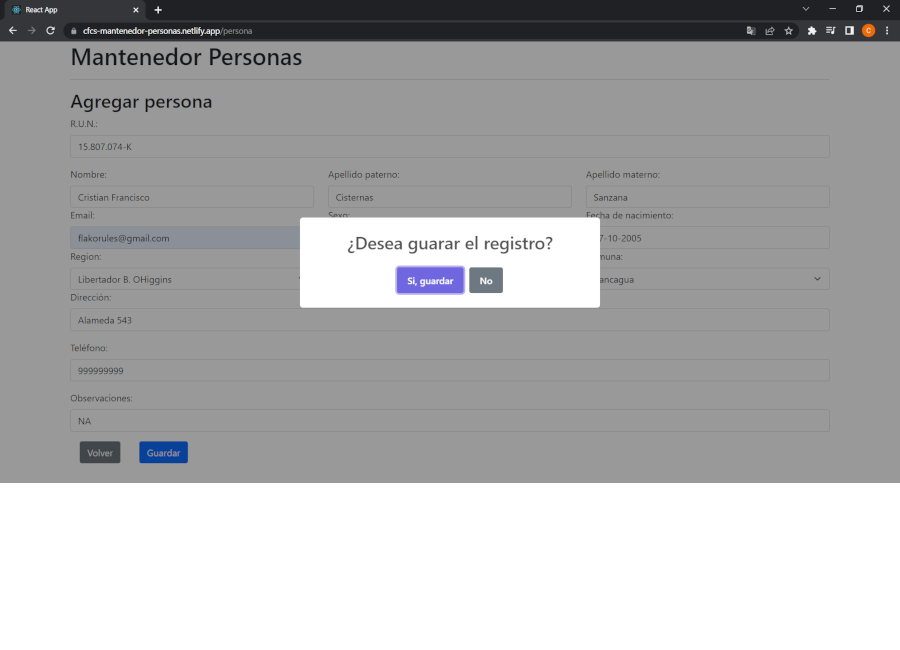 React App
cfcs-mantenedor-personas.netlify.app/persona
C
Mantenedor Personas
Agregar persona
R.U.N.:
15.807.074-K
Nombre: Apellido paterno: Apellido materno:
Cristian Francisco Cisternas Sanzana
Email: Sexo: Fecha de nacimiento:
flakorules@gmail.com 7-10-2005
Region: muna:
Libertador B. OHiggins ancagua
¿Desea guarar el registro?
Si, guardar No
Dirección:
Alameda 543
Teléfono:
999999999
Observaciones:
NA
Volver Guardar